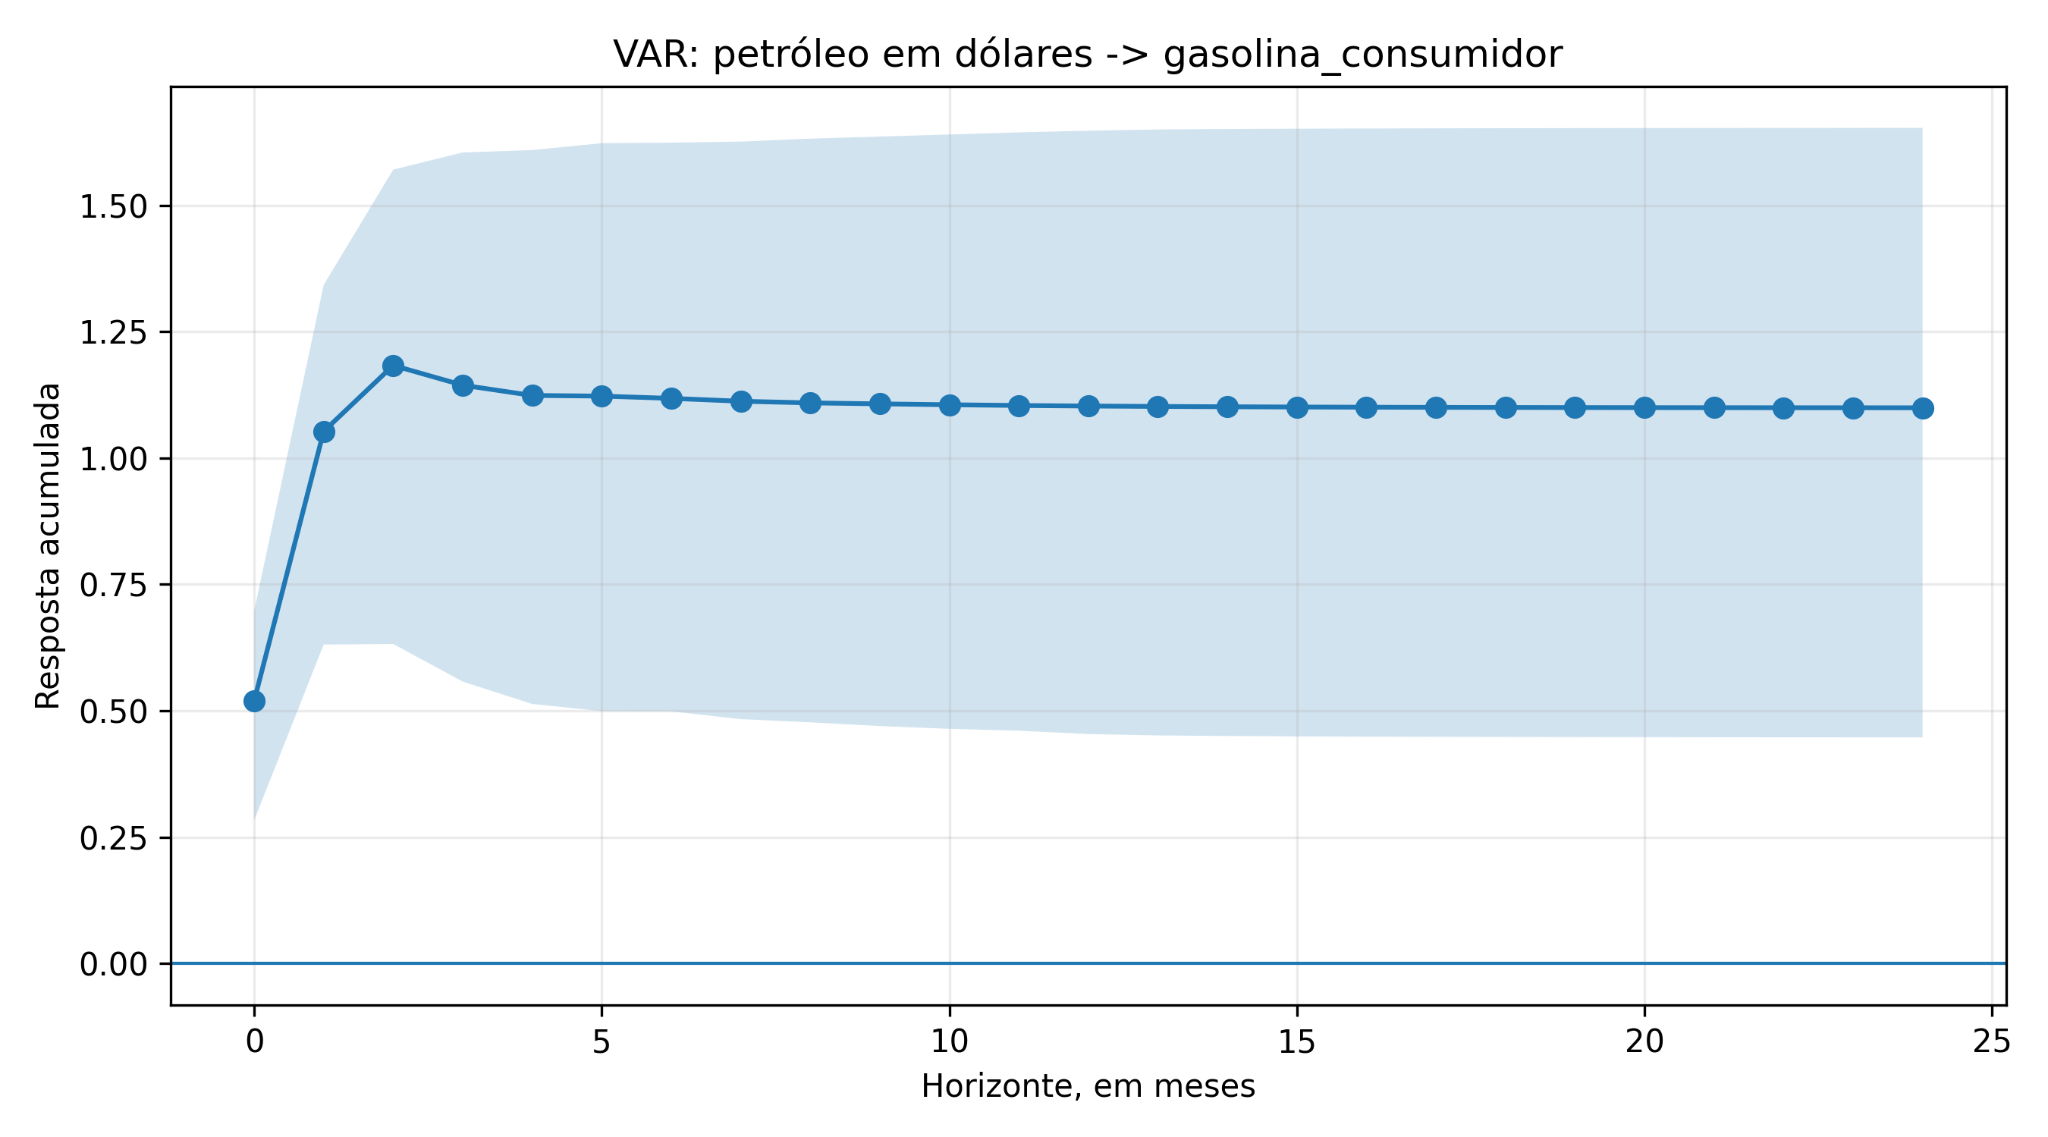 VAR: petróleo em dólares -> gasolina_consumidor
Resposta acumulada
1.50
1.25
1.00
0.75
0.50
0.25
0.00
0 5 10 15 20 25
Horizonte, em meses